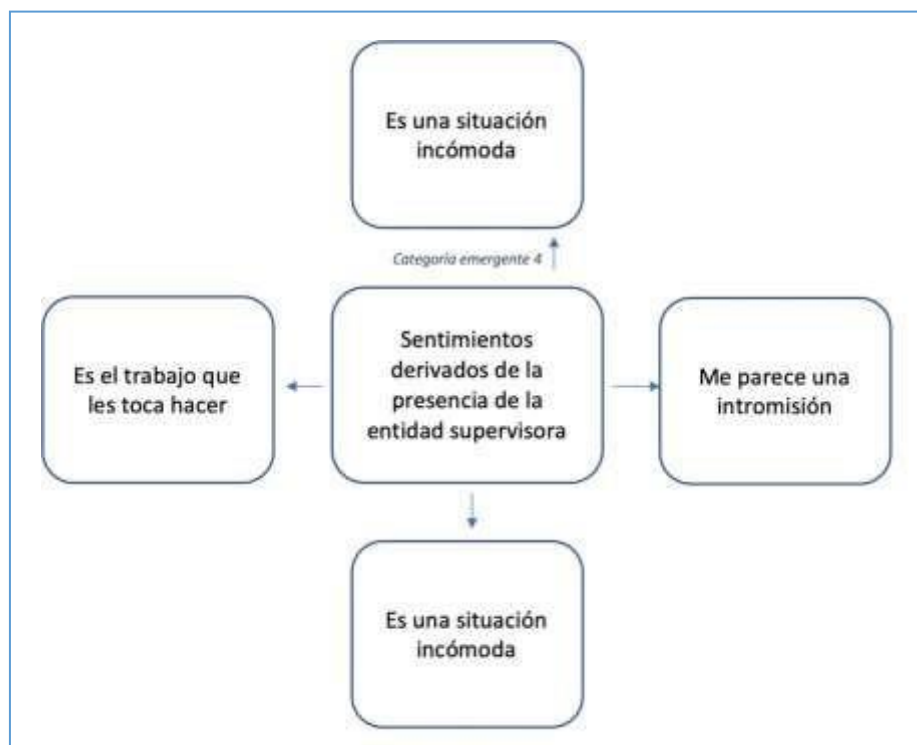 Es una situación
incómoda
Categoría emergente 4
Es el trabajo que
les toca hacer
Sentimientos
derivados de la
presencia de la
entidad supervisora
Me parece una
intromisión
Es una situación
incómoda